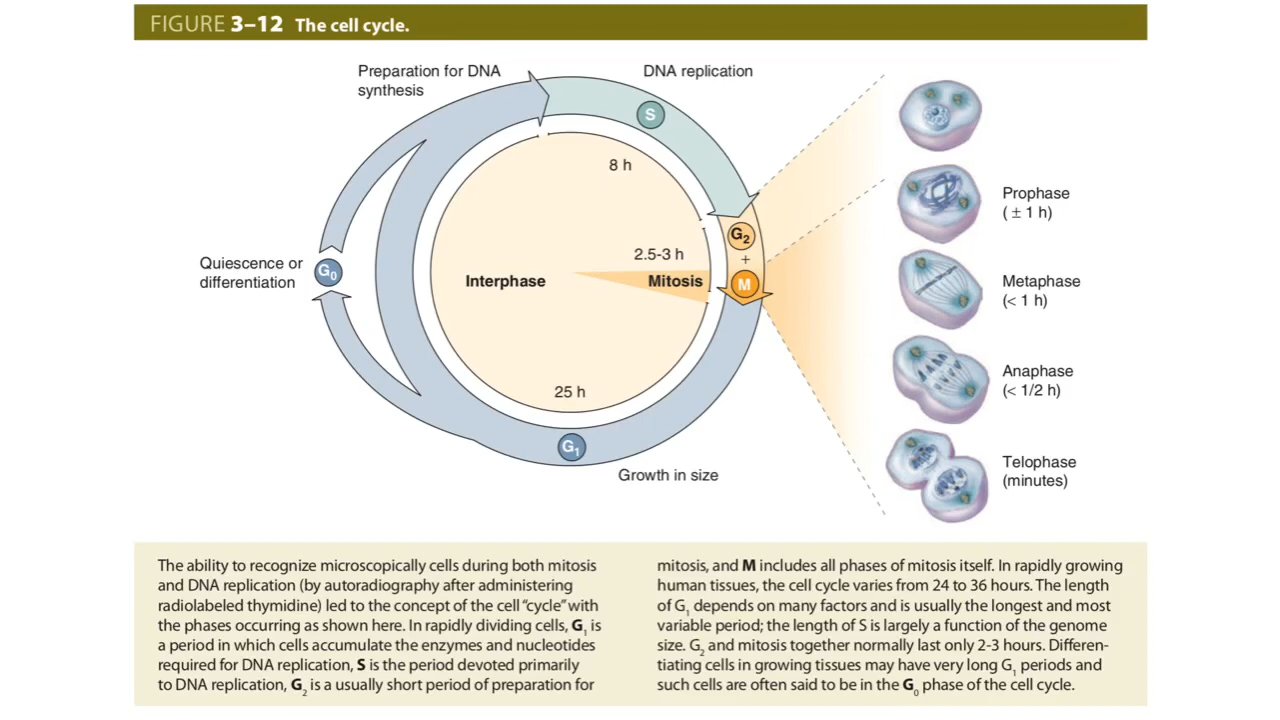 FIGURE 3–12 The cell cycle.
Preparation for DNA
synthesis
DNA replication
S
8 h
Prophase
( ± 1 h)
G₂
+
2.5-3 h
Quiescence or
differentiation
G₀
Interphase
Mitosis
M
Metaphase
(< 1 h)
Anaphase
(< 1/2 h)
25 h
G₁
Growth in size
Telophase
(minutes)
The ability to recognize microscopically cells during both mitosis
and DNA replication (by autoradiography after administering
radiolabeled thymidine) led to the concept of the cell “cycle” with
the phases occurring as shown here. In rapidly dividing cells, G₁ is
a period in which cells accumulate the enzymes and nucleotides
required for DNA replication, S is the period devoted primarily
to DNA replication, G₂ is a usually short period of preparation for
mitosis, and M includes all phases of mitosis itself. In rapidly growing
human tissues, the cell cycle varies from 24 to 36 hours. The length
of G₁ depends on many factors and is usually the longest and most
variable period; the length of S is largely a function of the genome
size. G₂ and mitosis together normally last only 2-3 hours. Differen-
tiating cells in growing tissues may have very long G₁ periods and
such cells are often said to be in the G₀ phase of the cell cycle.